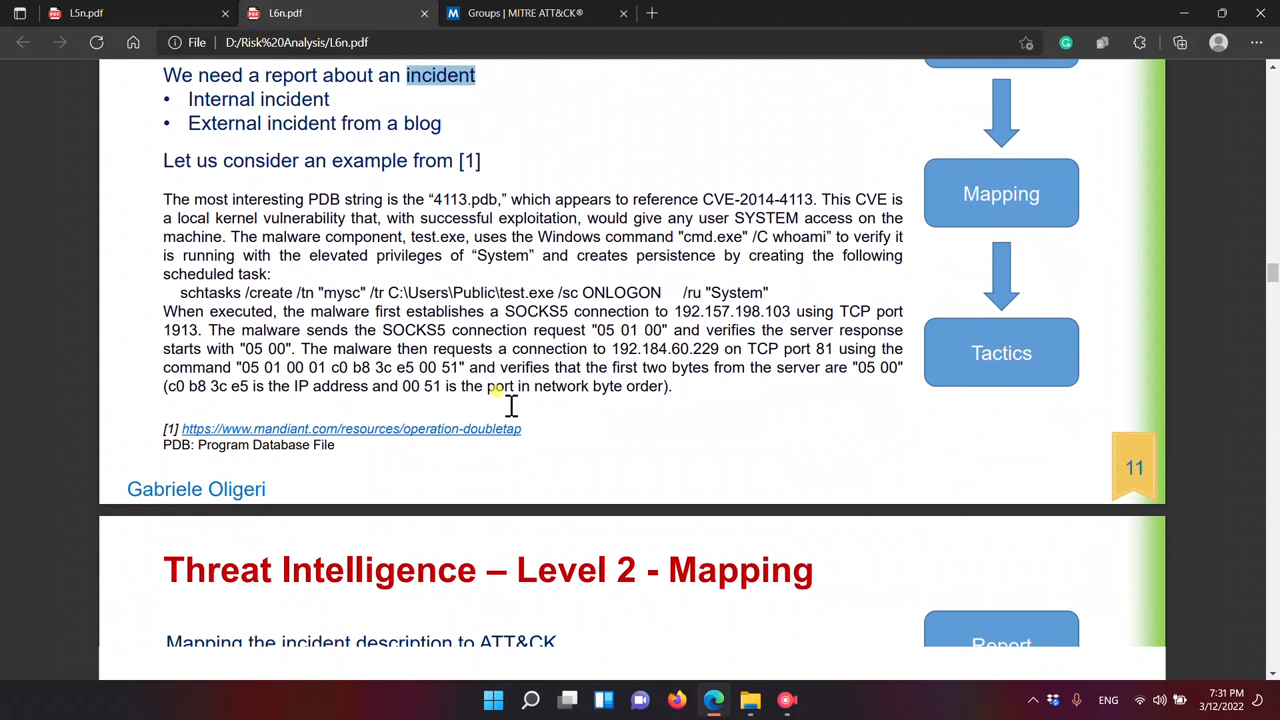 L5n.pdf
L6n.pdf
Groups | MITRE ATT&CK®
File
D:/Risk%20Analysis/L6n.pdf
We need a report about an incident
• Internal incident
• External incident from a blog
Let us consider an example from [1]
The most interesting PDB string is the “4113.pdb,” which appears to reference CVE-2014-4113. This CVE is
a local kernel vulnerability that, with successful exploitation, would give any user SYSTEM access on the
machine. The malware component, test.exe, uses the Windows command "cmd.exe" /C whoami” to verify it
is running with the elevated privileges of “System” and creates persistence by creating the following
scheduled task:
schtasks /create /tn "mysc" /tr C:\Users\Public\test.exe /sc ONLOGON /ru "System"
When executed, the malware first establishes a SOCKS5 connection to 192.157.198.103 using TCP port
1913. The malware sends the SOCKS5 connection request "05 01 00" and verifies the server response
starts with "05 00". The malware then requests a connection to 192.184.60.229 on TCP port 81 using the
command "05 01 00 01 c0 b8 3c e5 00 51" and verifies that the first two bytes from the server are "05 00"
(c0 b8 3c e5 is the IP address and 00 51 is the port in network byte order).
[1] https://www.mandiant.com/resources/operation-doubletap
PDB: Program Database File
Gabriele Oligeri
Mapping
Tactics
11
Threat Intelligence – Level 2 - Mapping
Mapping the incident description to ATT&CK
Report
ENG
7:31 PM
3/12/2022